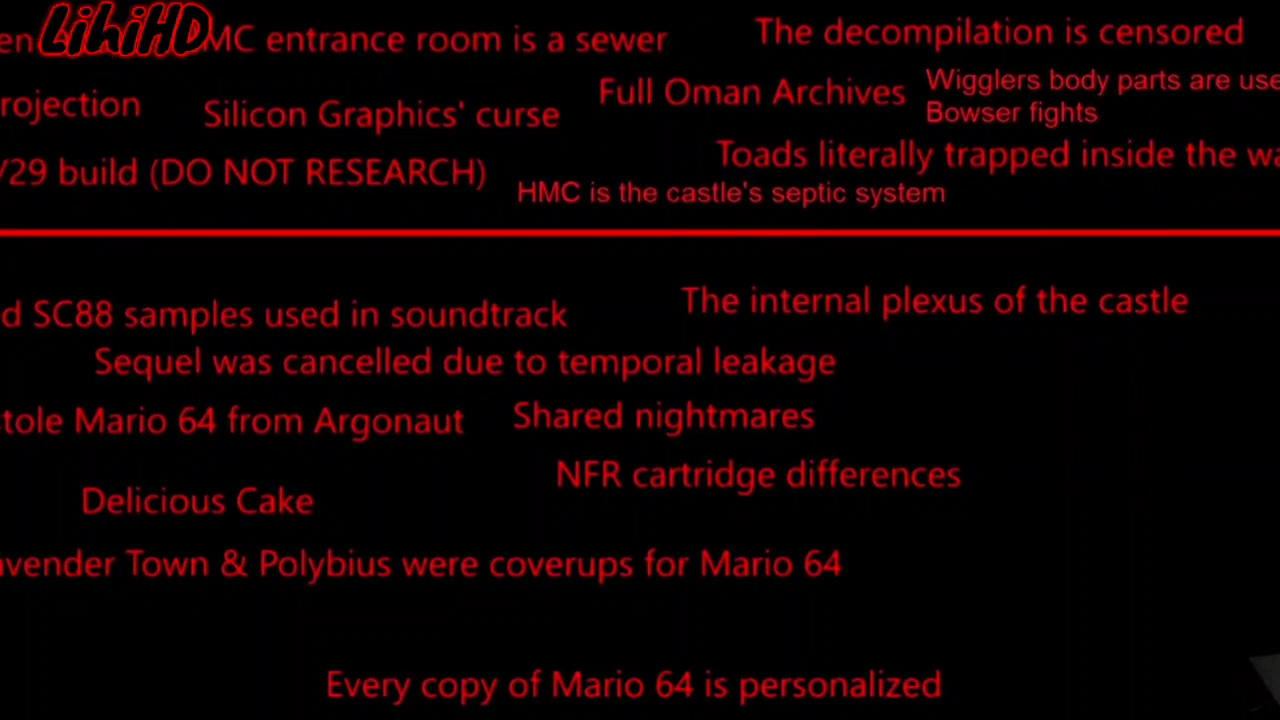 LihiHD
MC entrance room is a sewer
The decompilation is censored
rojection
Silicon Graphics' curse
Full Oman Archives
Wigglers body parts are use
Bowser fights
/29 build (DO NOT RESEARCH)
Toads literally trapped inside the wa
HMC is the castle's septic system
d SC88 samples used in soundtrack
The internal plexus of the castle
Sequel was cancelled due to temporal leakage
tole Mario 64 from Argonaut
Shared nightmares
NFR cartridge differences
Delicious Cake
avender Town & Polybius were coverups for Mario 64
Every copy of Mario 64 is personalized